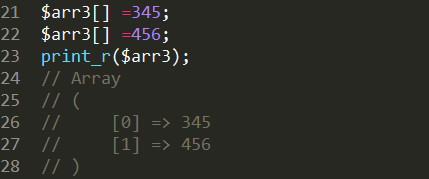 21 $arr3[] =345;
22 $arr3[] =456;
23 print_r($arr3);
24 // Array
25 // (
26 //     [0] => 345
27 //     [1] => 456
28 // )